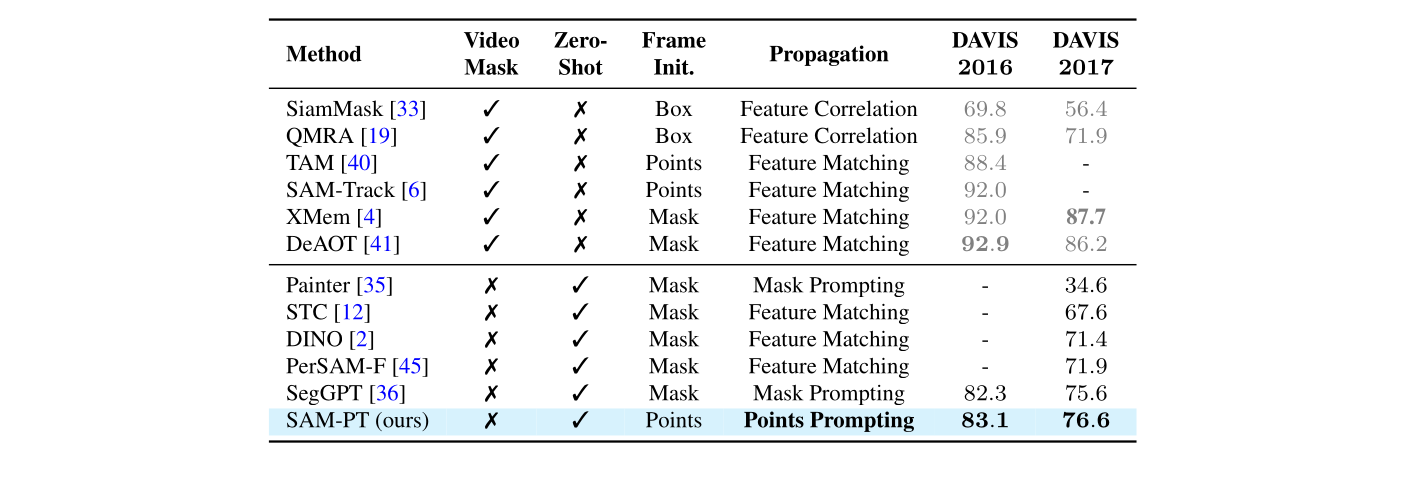 Method Video Mask Zero-Shot Frame Init. Propagation DAVIS 2016 DAVIS 2017
SiamMask [33] ✓ ✗ Box Feature Correlation 69.8 56.4
QMRA [19] ✓ ✗ Box Feature Correlation 85.9 71.9
TAM [40] ✓ ✗ Points Feature Matching 88.4 -
SAM-Track [6] ✓ ✗ Points Feature Matching 92.0 -
XMem [4] ✓ ✗ Mask Feature Matching 92.0 87.7
DeAOT [41] ✓ ✗ Mask Feature Matching 92.9 86.2
Painter [35] ✗ ✓ Mask Mask Prompting - 34.6
STC [12] ✗ ✓ Mask Feature Matching - 67.6
DINO [2] ✗ ✓ Mask Feature Matching - 71.4
PerSAM-F [45] ✗ ✓ Mask Feature Matching - 71.9
SegGPT [36] ✗ ✓ Mask Mask Prompting 82.3 75.6
SAM-PT (ours) ✗ ✓ Points Points Prompting 83.1 76.6